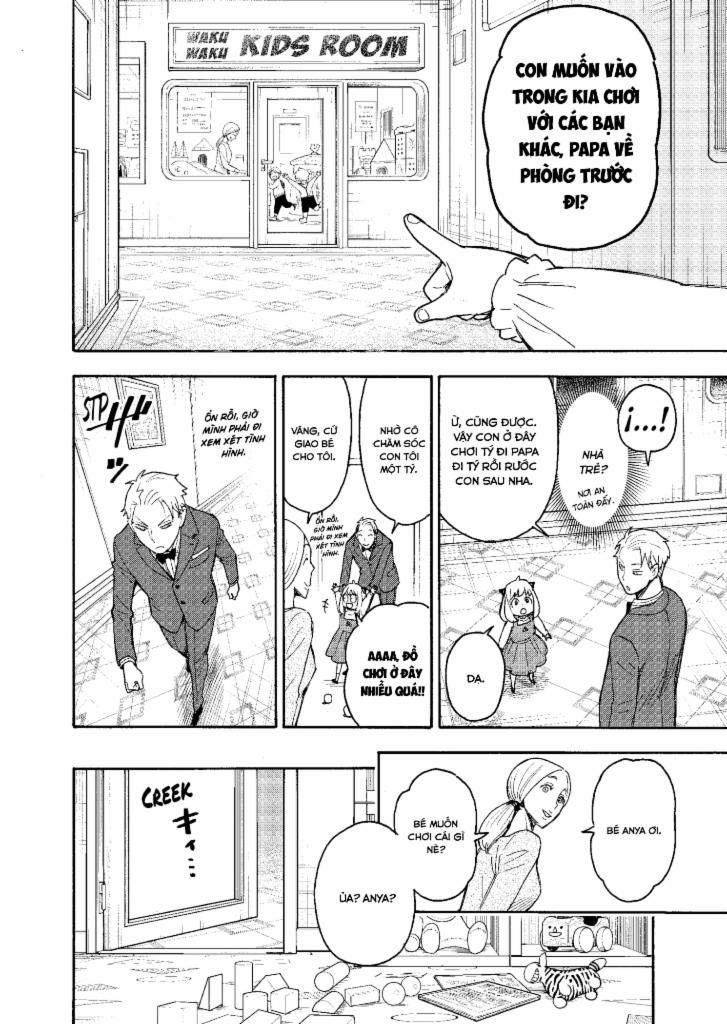 WAKU
WAKU
KIDS ROOM
CON MUỐN VÀO
TRONG KIA CHƠI
VỚI CÁC BẠN
KHÁC, PAPA VỀ
PHÒNG TRƯỚC
ĐI?
¡...!
NHÀ
TRẺ?
NƠI AN
TOÀN ĐẤY.
Ừ, CŨNG ĐƯỢC.
VẬY CON Ở ĐÂY
CHƠI TÝ ĐI PAPA
ĐI TÝ RỒI RƯỚC
CON SAU NHA.
DẠ.
NHỜ CÔ
CHĂM SÓC
CON TÔI
MỘT TÝ.
VÂNG, CỨ
GIAO BÉ
CHO TÔI.
ỔN RỒI,
GIỜ MÌNH
PHẢI ĐI
XEM XÉT TÌNH
HÌNH.
AAAA, ĐỒ
CHƠI Ở ĐÂY
NHIỀU QUÁ!!
ỔN RỒI, GIỜ
MÌNH PHẢI ĐI
XEM XÉT TÌNH
HÌNH.
STP
BÉ ANYA ƠI.
BÉ MUỐN
CHƠI CÁI GÌ
NÈ?
ỦA? ANYA?
CREEK
キィ…